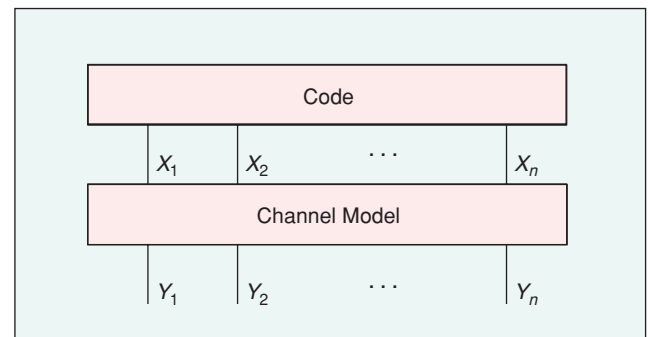 Code
X₁ X₂ ... Xₙ
Channel Model
Y₁ Y₂ ... Yₙ